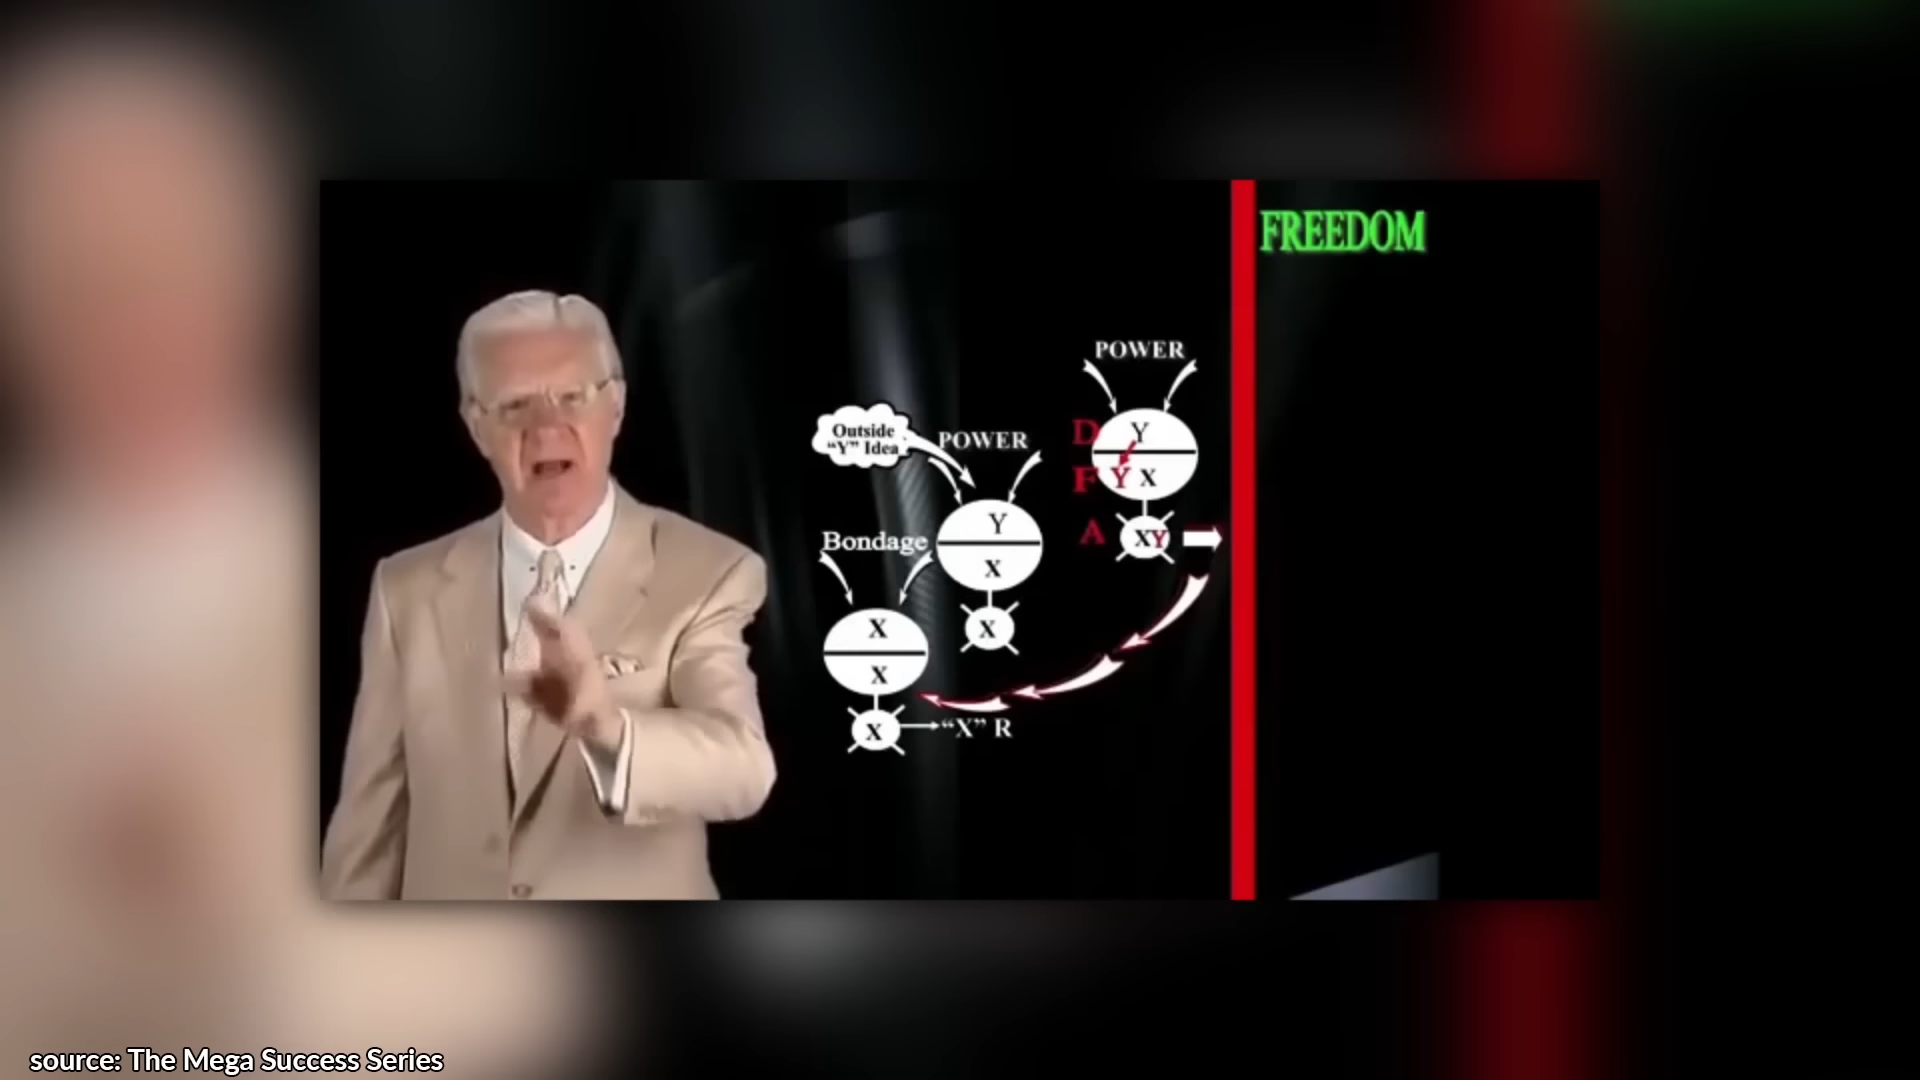 FREEDOM
POWER
Outside
“Y” Idea
POWER
D
Y
F
Y X
A
XY
Y
X
X
Bondage
X
X
X
“X” R
source: The Mega Success Series